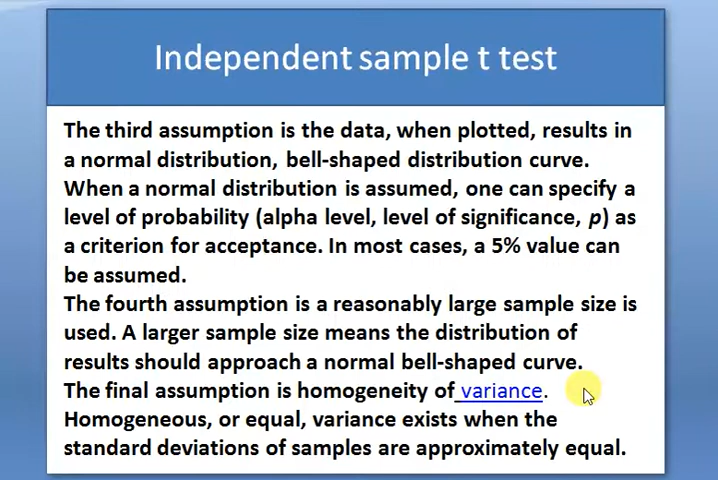 Independent sample t test
The third assumption is the data, when plotted, results in
a normal distribution, bell-shaped distribution curve.
When a normal distribution is assumed, one can specify a
level of probability (alpha level, level of significance, p) as
a criterion for acceptance. In most cases, a 5% value can
be assumed.
The fourth assumption is a reasonably large sample size is
used. A larger sample size means the distribution of
results should approach a normal bell-shaped curve.
The final assumption is homogeneity of variance.
Homogeneous, or equal, variance exists when the
standard deviations of samples are approximately equal.